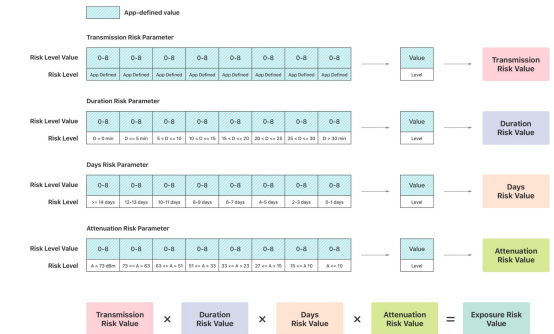 App-defined value
Transmission Risk Parameter
Risk Level Value 0-8 0-8 0-8 0-8 0-8 0-8 0-8 0-8 Value
Risk Level App Defined App Defined App Defined App Defined App Defined App Defined App Defined App Defined Level
Transmission
Risk Value
Duration Risk Parameter
Risk Level Value 0-8 0-8 0-8 0-8 0-8 0-8 0-8 0-8 Value
Risk Level D = 0 min D <= 5 min 5 < D <= 10 10 < D <= 15 15 < D <= 20 20 < D <= 25 25 < D <= 30 D > 30 min Level
Duration
Risk Value
Days Risk Parameter
Risk Level Value 0-8 0-8 0-8 0-8 0-8 0-8 0-8 0-8 Value
Risk Level >= 14 days 12-13 days 10-11 days 8-9 days 6-7 days 4-5 days 2-3 days 0-1 days Level
Days
Risk Value
Attenuation Risk Parameter
Risk Level Value 0-8 0-8 0-8 0-8 0-8 0-8 0-8 0-8 Value
Risk Level A > 73 dBm 73 <= A > 63 63 <= A > 51 51 <= A > 33 33 <= A > 23 27 <= A > 15 15 <= A > 10 A <= 10 Level
Attenuation
Risk Value
Transmission × Duration × Days × Attenuation = Exposure Risk
Risk Value Risk Value Risk Value Risk Value Value